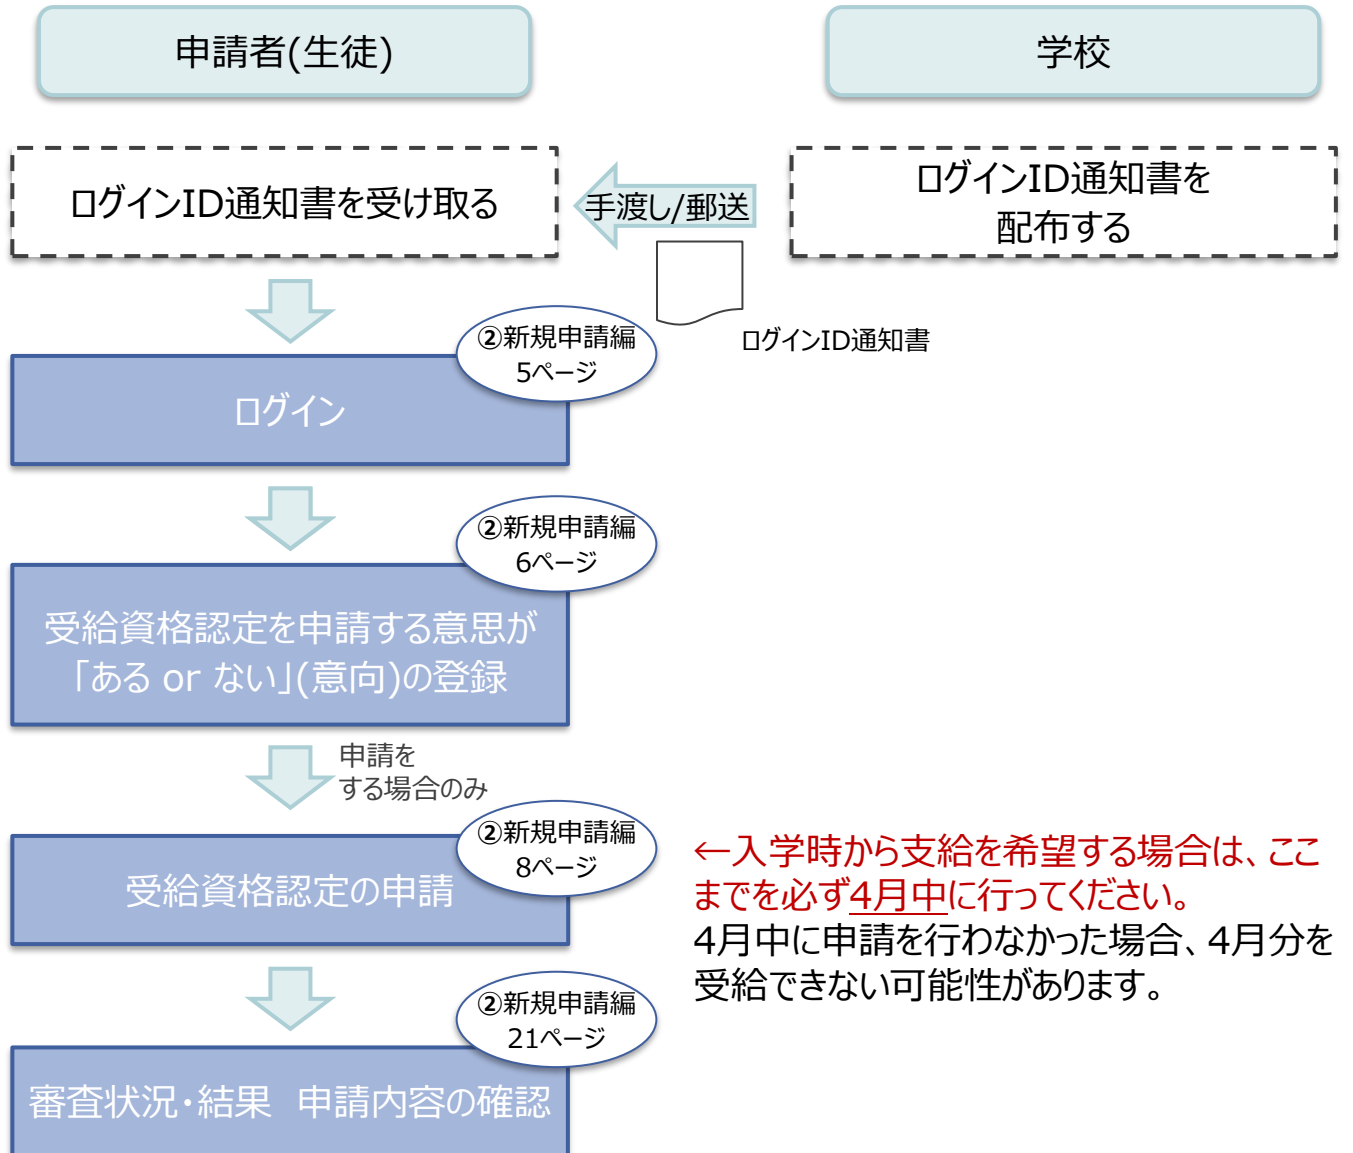 申請者(生徒)
学校
ログインID通知書を受け取る
手渡し/郵送
ログインID通知書を
配布する
ログインID通知書
②新規申請編
5ページ
ログイン
②新規申請編
6ページ
受給資格認定を申請する意思が
「ある or ない」(意向)の登録
申請を
する場合のみ
②新規申請編
8ページ
受給資格認定の申請
←入学時から支給を希望する場合は、ここ
までを必ず4月中に行ってください。
4月中に申請を行わなかった場合、4月分を
受給できない可能性があります。
②新規申請編
21ページ
審査状況・結果　申請内容の確認